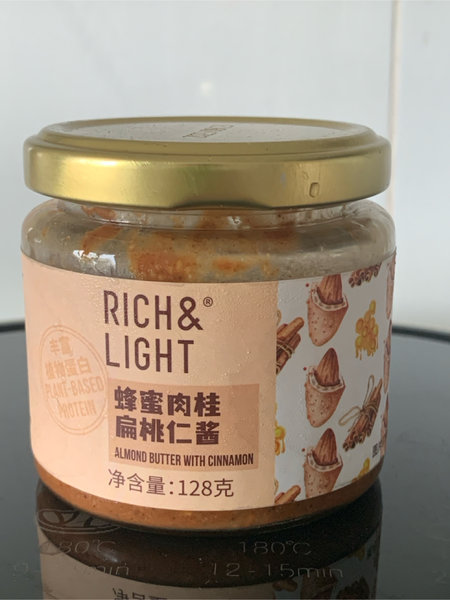 RICH&®
LIGHT
丰富
植物蛋白
PLANT-BASED
PROTEIN
蜂蜜肉桂
扁桃仁酱
ALMOND BUTTER WITH CINNAMON
净含量:128克
180℃
12-15min